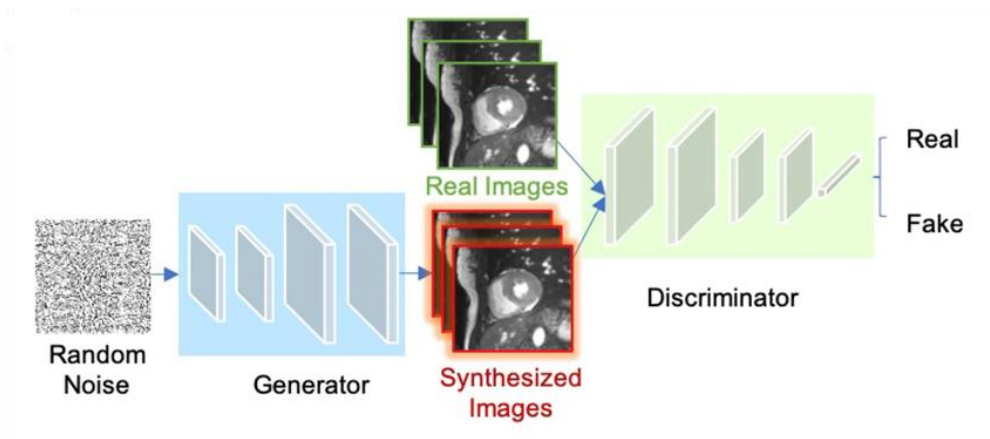 Real Images
Real
Fake
Discriminator
Random
Noise
Generator
Synthesized
Images